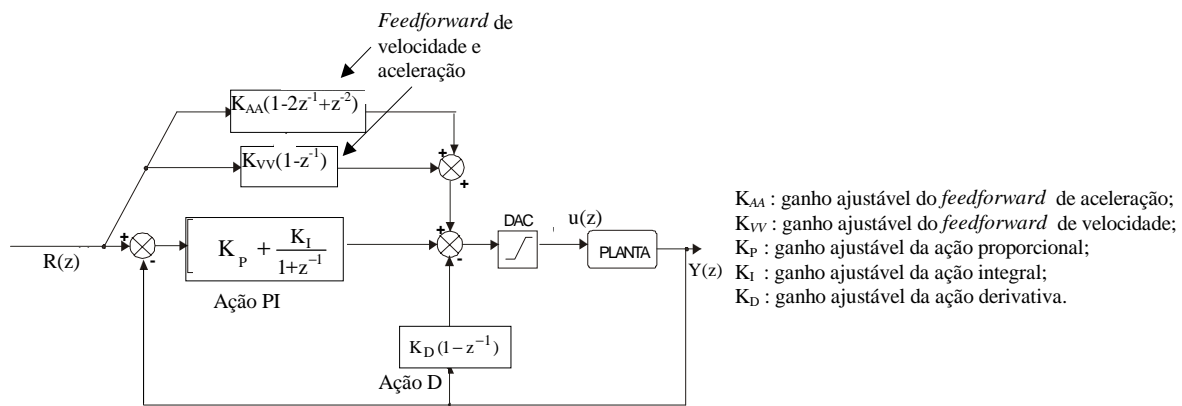 Feedforward de
velocidade e
aceleração
K_AA(1-2z^-1+z^-2)
K_VV(1-z^-1)
+
+
+
+
R(z)
+
-
K_P + K_I / 1+z^-1
Ação PI
+
-
DAC
u(z)
PLANTA
Y(z)
K_D(1-z^-1)
Ação D
K_AA : ganho ajustável do feedforward de aceleração;
K_VV : ganho ajustável do feedforward de velocidade;
K_P : ganho ajustável da ação proporcional;
K_I : ganho ajustável da ação integral;
K_D : ganho ajustável da ação derivativa.